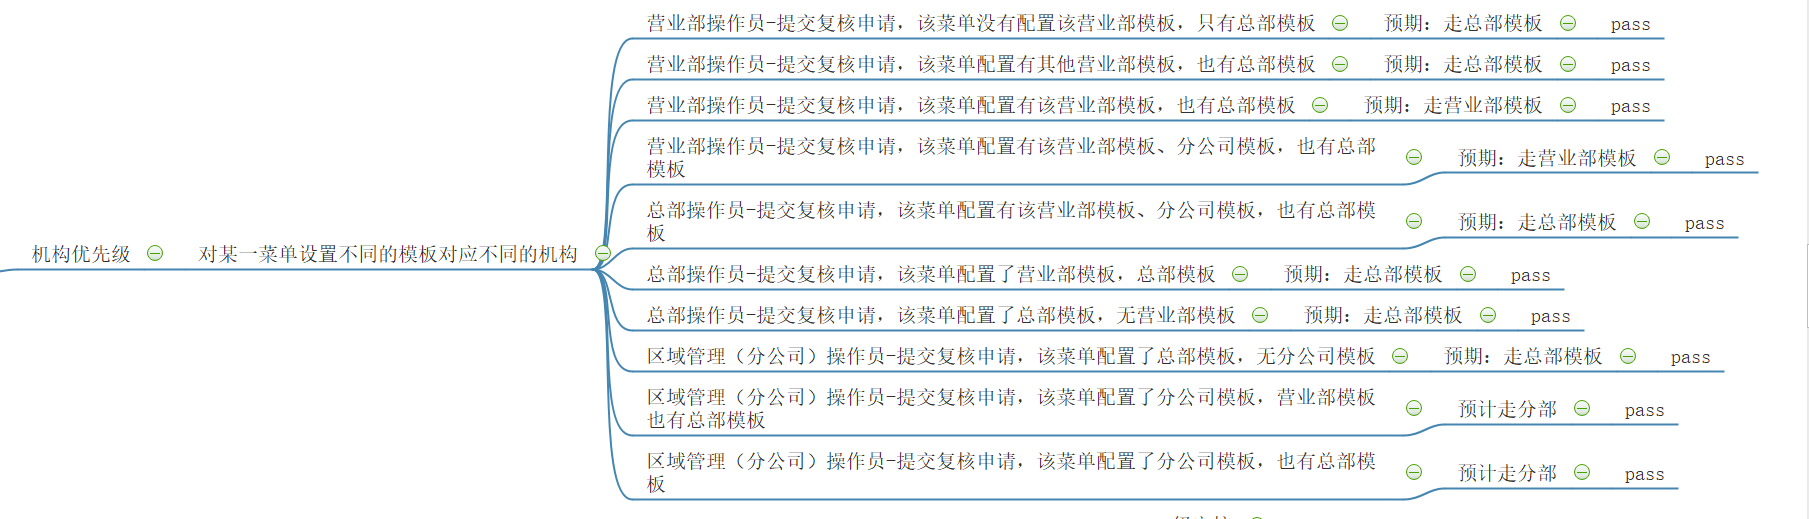 营业部操作员-提交复核申请，该菜单没有配置该营业部模板，只有总部模板 预期：走总部模板 pass
营业部操作员-提交复核申请，该菜单配置有其他营业部模板，也有总部模板 预期：走总部模板 pass
营业部操作员-提交复核申请，该菜单配置有该营业部模板，也有总部模板 预期：走营业部模板 pass
营业部操作员-提交复核申请，该菜单配置有该营业部模板、分公司模板，也有总部
模板
预期：走营业部模板 pass
总部操作员-提交复核申请，该菜单配置有该营业部模板、分公司模板，也有总部模
板
预期：走总部模板 pass
机构优先级 对某一菜单设置不同的模板对应不同的机构
总部操作员-提交复核申请，该菜单配置了营业部模板，总部模板 预期：走总部模板 pass
总部操作员-提交复核申请，该菜单配置了总部模板，无营业部模板 预期：走总部模板 pass
区域管理（分公司）操作员-提交复核申请，该菜单配置了总部模板，无分公司模板 预期：走总部模板 pass
区域管理（分公司）操作员-提交复核申请，该菜单配置了分公司模板，营业部模板
也有总部模板
预计走分部 pass
区域管理（分公司）操作员-提交复核申请，该菜单配置了分公司模板，也有总部模
板
预计走分部 pass